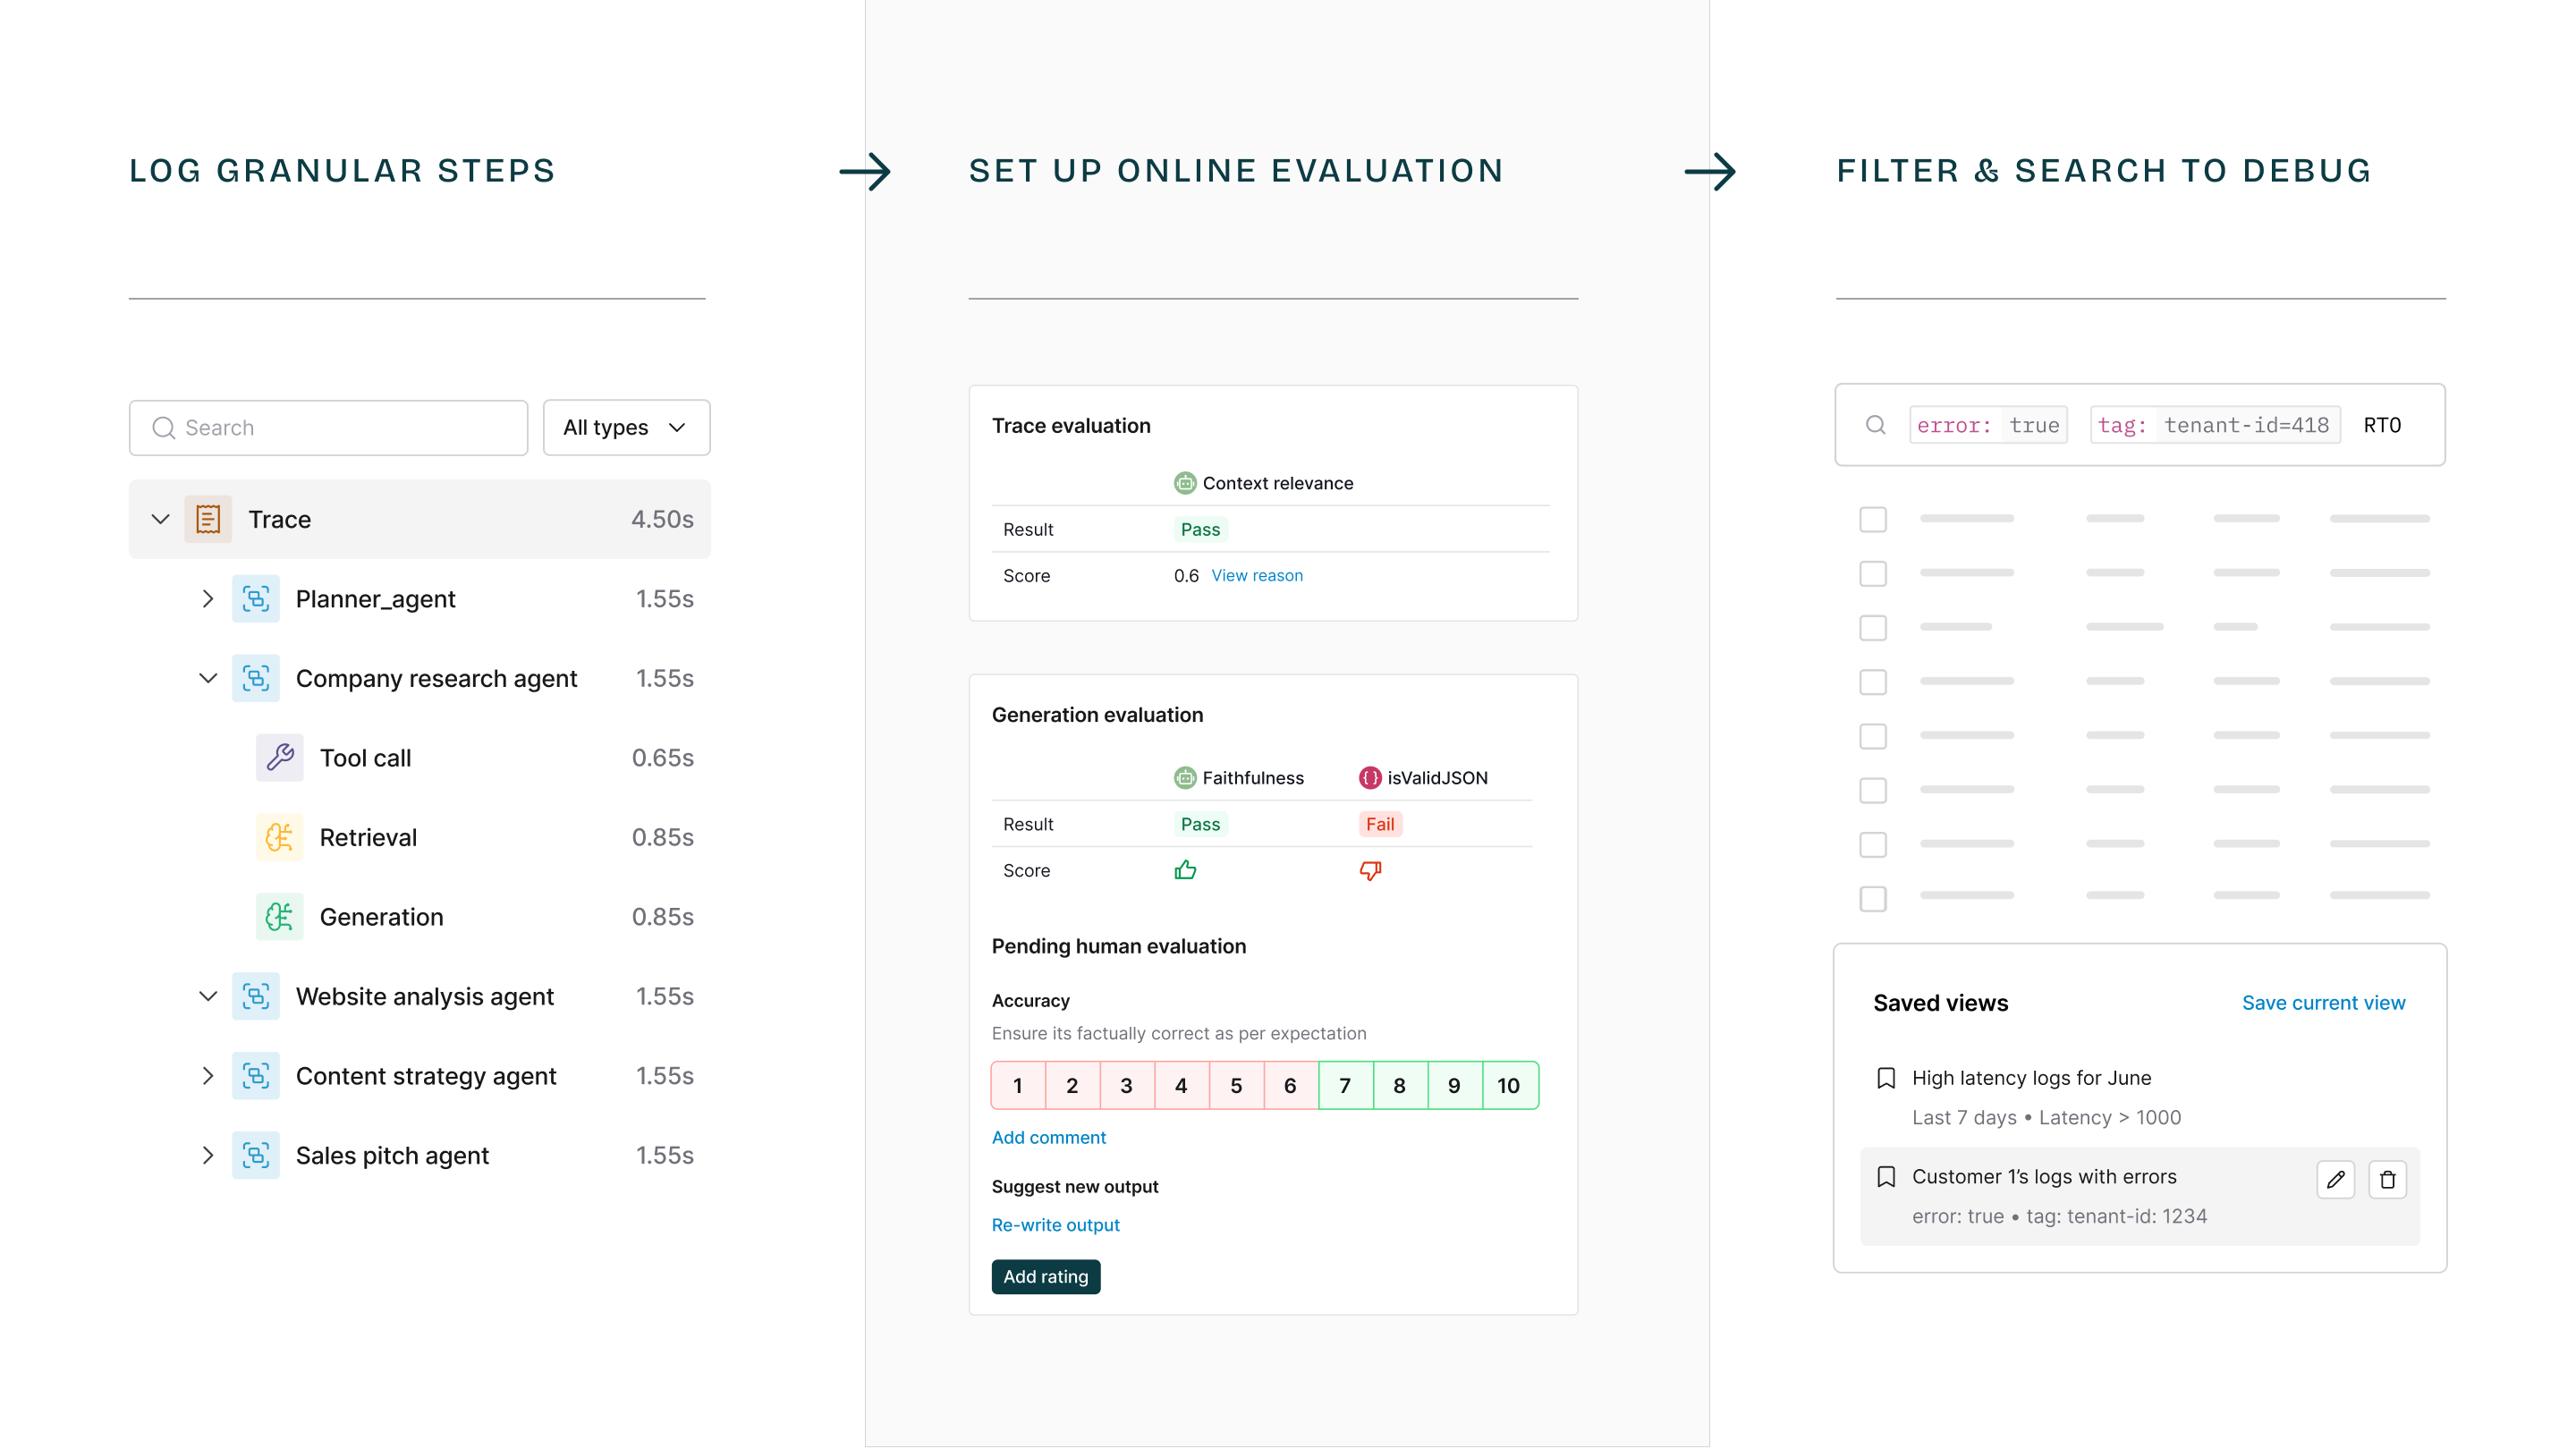 LOG GRANULAR STEPS
Search
All types
Trace 4.50s
Planner_agent 1.55s
Company research agent 1.55s
Tool call 0.65s
Retrieval 0.85s
Generation 0.85s
Website analysis agent 1.55s
Content strategy agent 1.55s
Sales pitch agent 1.55s
SET UP ONLINE EVALUATION
Trace evaluation
Context relevance
Result Pass
Score 0.6 View reason
Generation evaluation
Faithfulness {} isValidJSON
Result Pass Fail
Score
Pending human evaluation
Accuracy
Ensure its factually correct as per expectation
1 2 3 4 5 6 7 8 9 10
Add comment
Suggest new output
Re-write output
Add rating
FILTER & SEARCH TO DEBUG
error: true tag: tenant-id=418 RTO
Saved views Save current view
High latency logs for June
Last 7 days • Latency > 1000
Customer 1’s logs with errors
error: true • tag: tenant-id: 1234